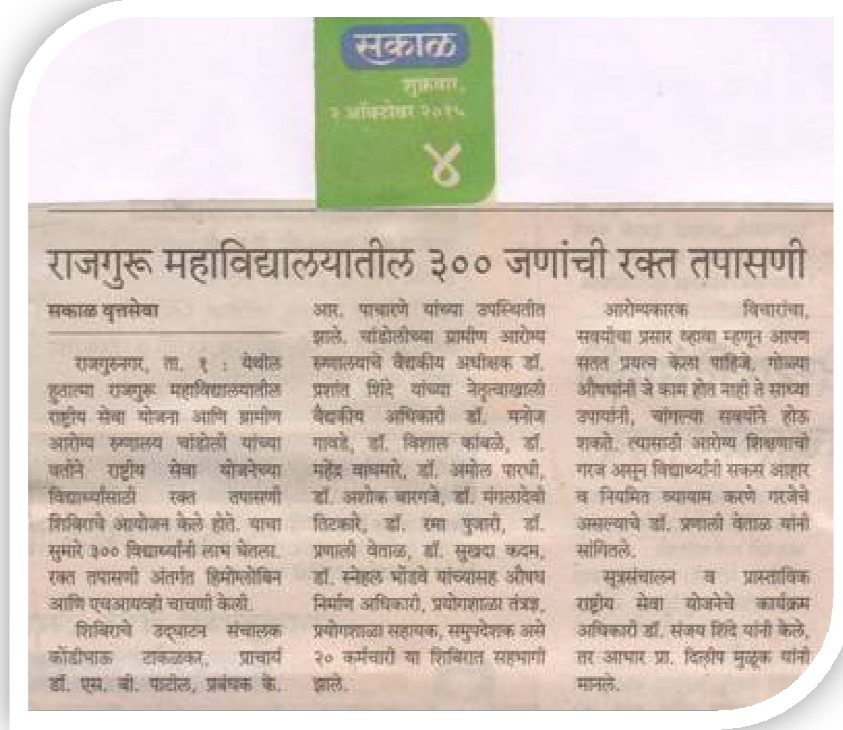 सकाळ
शुक्रवार,
२ ऑक्टोबर २०१५
४
राजगुरू महाविद्यालयातील ३०० जणांची रक्त तपासणी
सकाळ वृत्तसेवा
राजगुरुनगर, ता. १ : येथील
हुतात्मा राजगुरू महाविद्यालयातील
राष्ट्रीय सेवा योजना आणि ग्रामीण
आरोग्य रुग्णालय चांडोली यांच्या
वतीने राष्ट्रीय सेवा योजनेच्या
विद्यार्थ्यांसाठी रक्त तपासणी
शिबिराचे आयोजन केले होते. याचा
सुमारे ३०० विद्यार्थ्यांनी लाभ घेतला.
रक्त तपासणी अंतर्गत हिमोग्लोबिन
आणि एचआयव्ही चाचणी केली.
शिबिराचे उद्घाटन संचालक
कोंडीभाऊ टाकळकर, प्राचार्य
डॉ. एस. बी. पाटील, प्रबंधक के.
आर. पाचारणे यांच्या उपस्थितीत
झाले. चांडोलीच्या ग्रामीण आरोग्य
रुग्णालयाचे वैद्यकीय अधीक्षक डॉ.
प्रशांत शिंदे यांच्या नेतृत्वाखाली
वैद्यकीय अधिकारी डॉ. मनोज
गावडे, डॉ. विशाल कांबळे, डॉ.
महेंद्र वाघमारे, डॉ. अमोल पारधी,
डॉ. अशोक बारगजे, डॉ. मंगलादेवी
तिटकारे, डॉ. रमा पुजारी, डॉ.
प्रणाली वेताळ, डॉ. सुखदा कदम,
डॉ. स्नेहल भोंडवे यांच्यासह औषध
निर्माण अधिकारी, प्रयोगशाळा तंत्रज्ञ,
प्रयोगशाळा सहायक, समुपदेशक असे
२० कर्मचारी या शिबिरात सहभागी
झाले.
आरोग्यकारक विचारांचा,
सवयींचा प्रसार व्हावा म्हणून आपण
सतत प्रयत्न केला पाहिजे. गोळ्या
औषधांनी जे काम होत नाही ते साध्या
उपायांनी, चांगल्या सवयींने होऊ
शकते. त्यासाठी आरोग्य शिक्षणाची
गरज असून विद्यार्थ्यांनी सकस आहार
व नियमित व्यायाम करणे गरजेचे
असल्याचे डॉ. प्रणाली वेताळ यांनी
सांगितले.
सूत्रसंचालन व प्रास्ताविक
राष्ट्रीय सेवा योजनेचे कार्यक्रम
अधिकारी डॉ. संजय शिंदे यांनी केले,
तर आभार प्रा. दिलीप मुळूक यांनी
मानले.